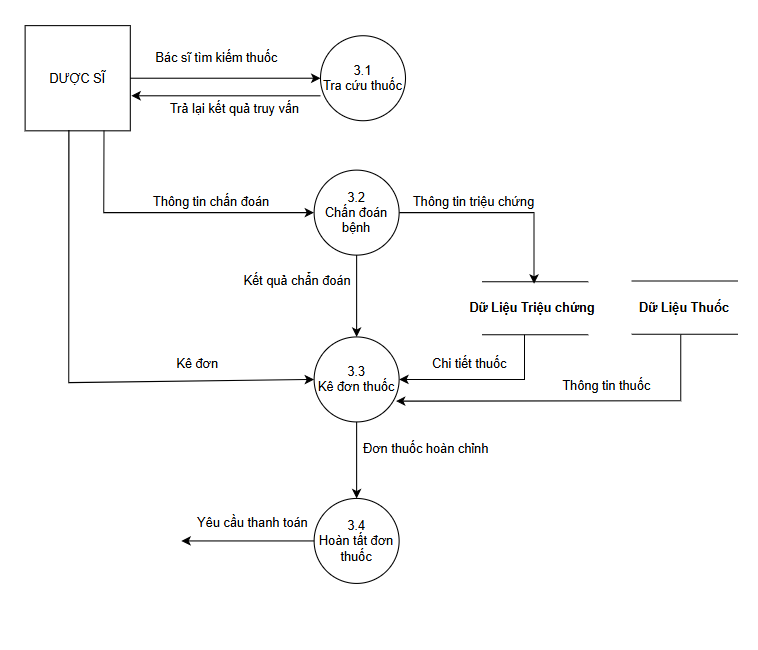 DƯỢC SĨ
Bác sĩ tìm kiếm thuốc
3.1
Tra cứu thuốc
Trả lại kết quả truy vấn
Thông tin chấn đoán
3.2
Chấn đoán
bệnh
Thông tin triệu chứng
Kết quả chẩn đoán
Dữ Liệu Triệu chứng
Dữ Liệu Thuốc
Kê đơn
3.3
Kê đơn thuốc
Chi tiết thuốc
Thông tin thuốc
Đơn thuốc hoàn chỉnh
Yêu cầu thanh toán
3.4
Hoàn tất đơn
thuốc